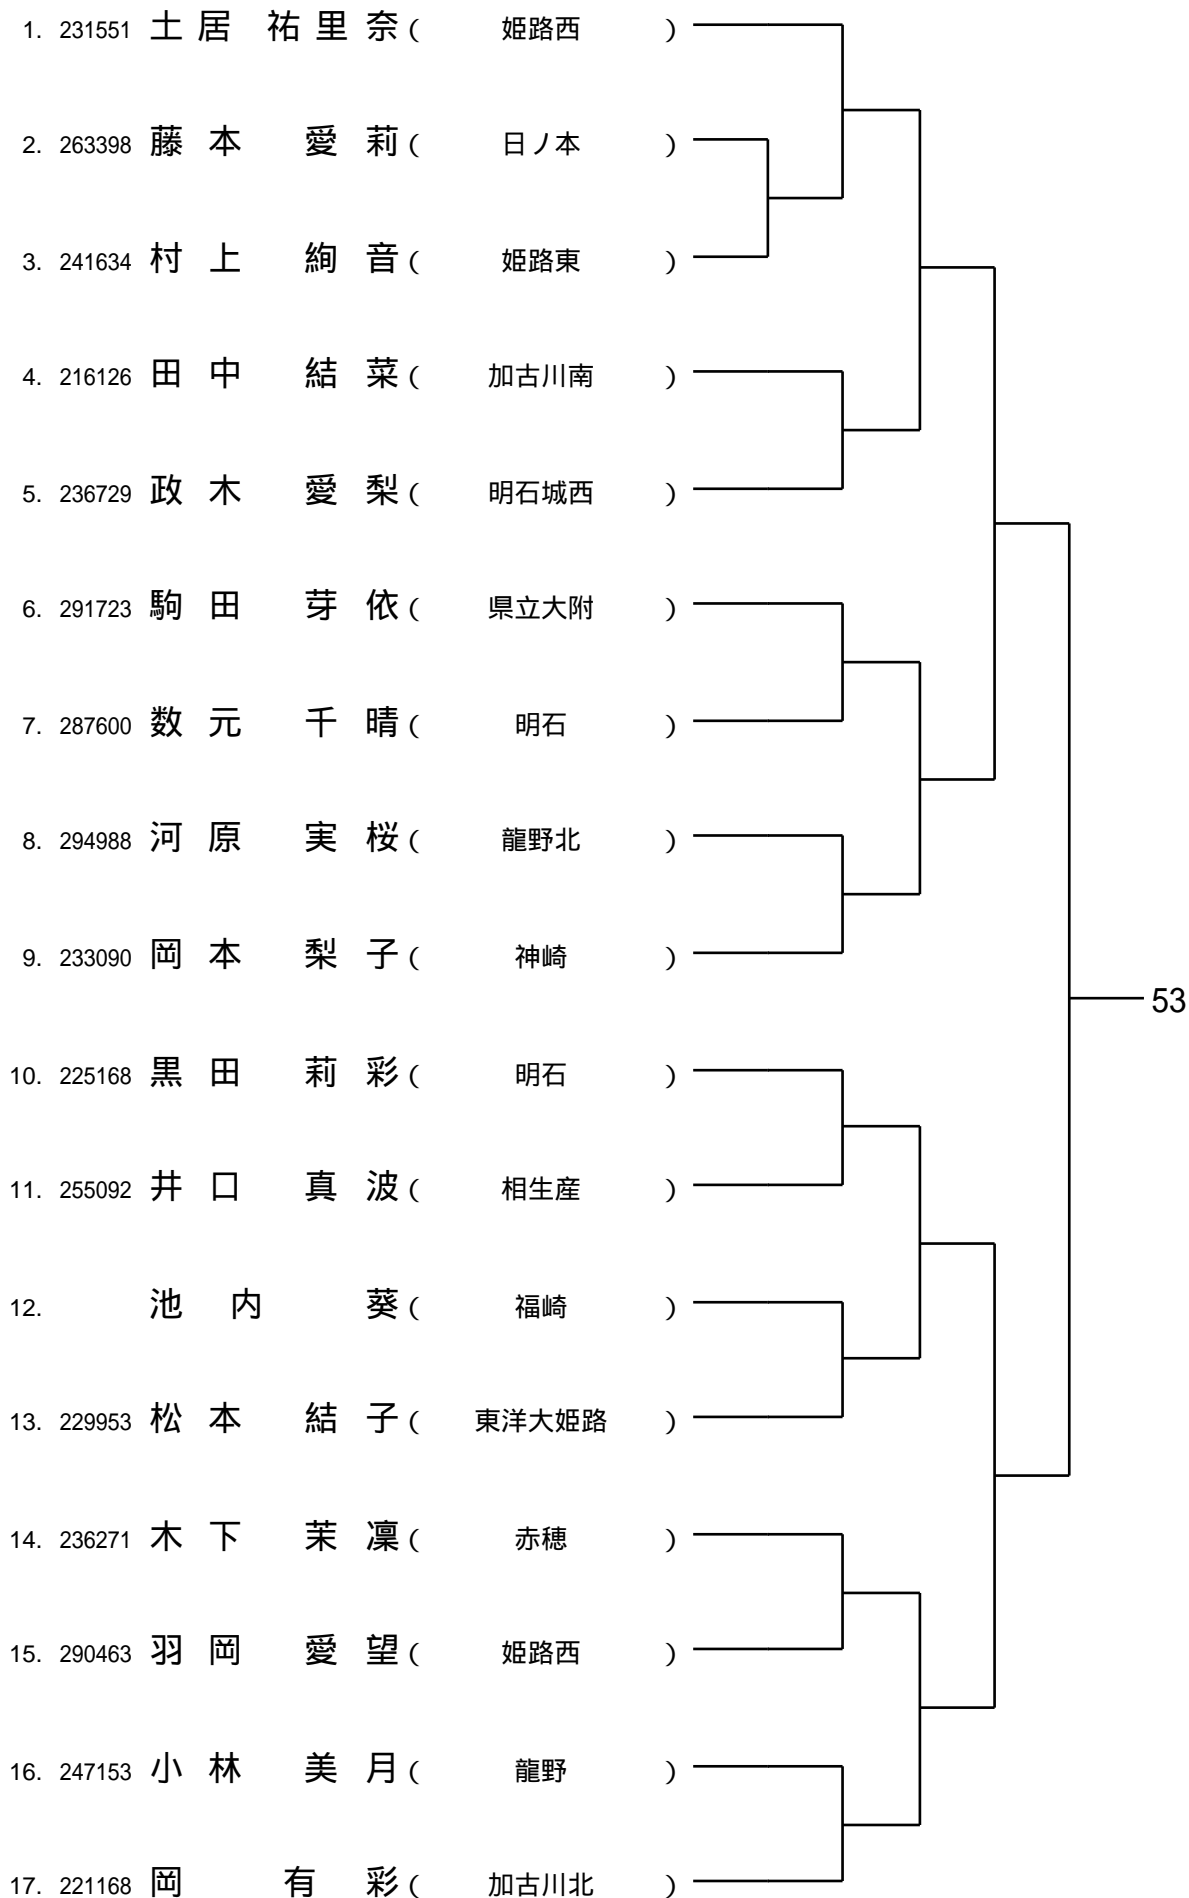 1. 231551 土居 祐里奈 ( 姫路西 )
2. 263398 藤本 愛莉 ( 日ノ本 )
3. 241634 村上 絢音 ( 姫路東 )
4. 216126 田中 結菜 ( 加古川南 )
5. 236729 政木 愛梨 ( 明石城西 )
6. 291723 駒田 芽依 ( 県立大附 )
7. 287600 数元 千晴 ( 明石 )
8. 294988 河原 実桜 ( 龍野北 )
9. 233090 岡本 梨子 ( 神崎 )
53
10. 225168 黒田 莉彩 ( 明石 )
11. 255092 井口 真波 ( 相生産 )
12. 池内 葵 ( 福崎 )
13. 229953 松本 結子 ( 東洋大姫路 )
14. 236271 木下 茉凜 ( 赤穂 )
15. 290463 羽岡 愛望 ( 姫路西 )
16. 247153 小林 美月 ( 龍野 )
17. 221168 岡 有彩 ( 加古川北 )